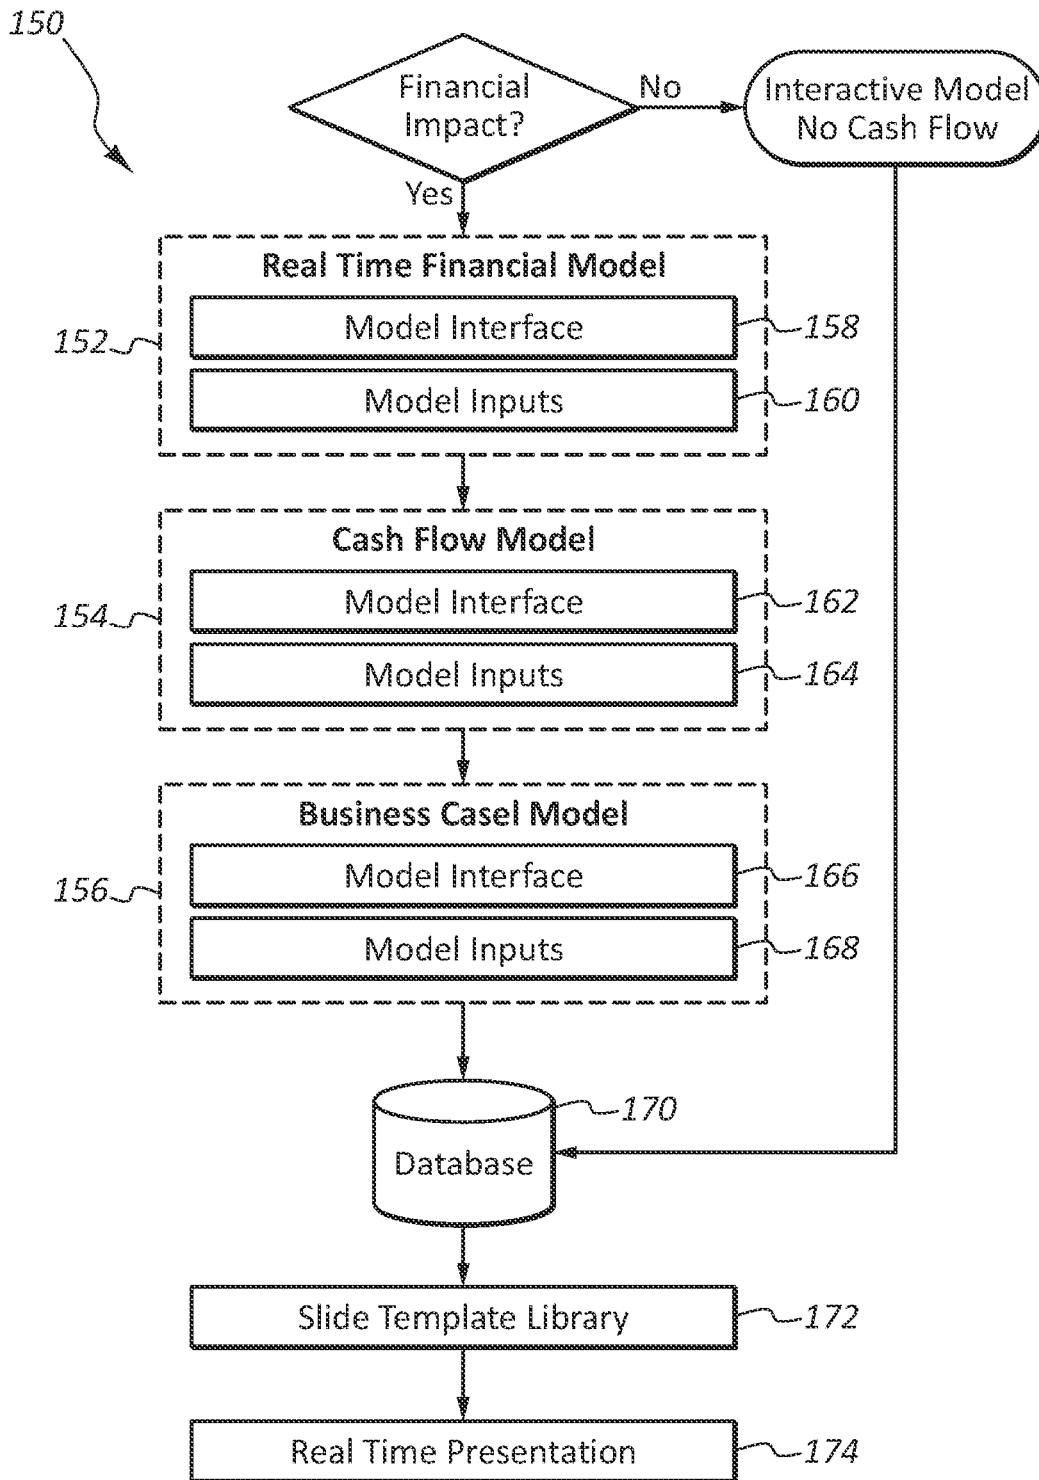 150
Financial
Impact?
No
Interactive Model
No Cash Flow
Yes
Real Time Financial Model
Model Interface
158
152
Model Inputs
160
Cash Flow Model
Model Interface
162
154
Model Inputs
164
Business Casel Model
Model Interface
166
156
Model Inputs
168
170
Database
Slide Template Library
172
Real Time Presentation
174